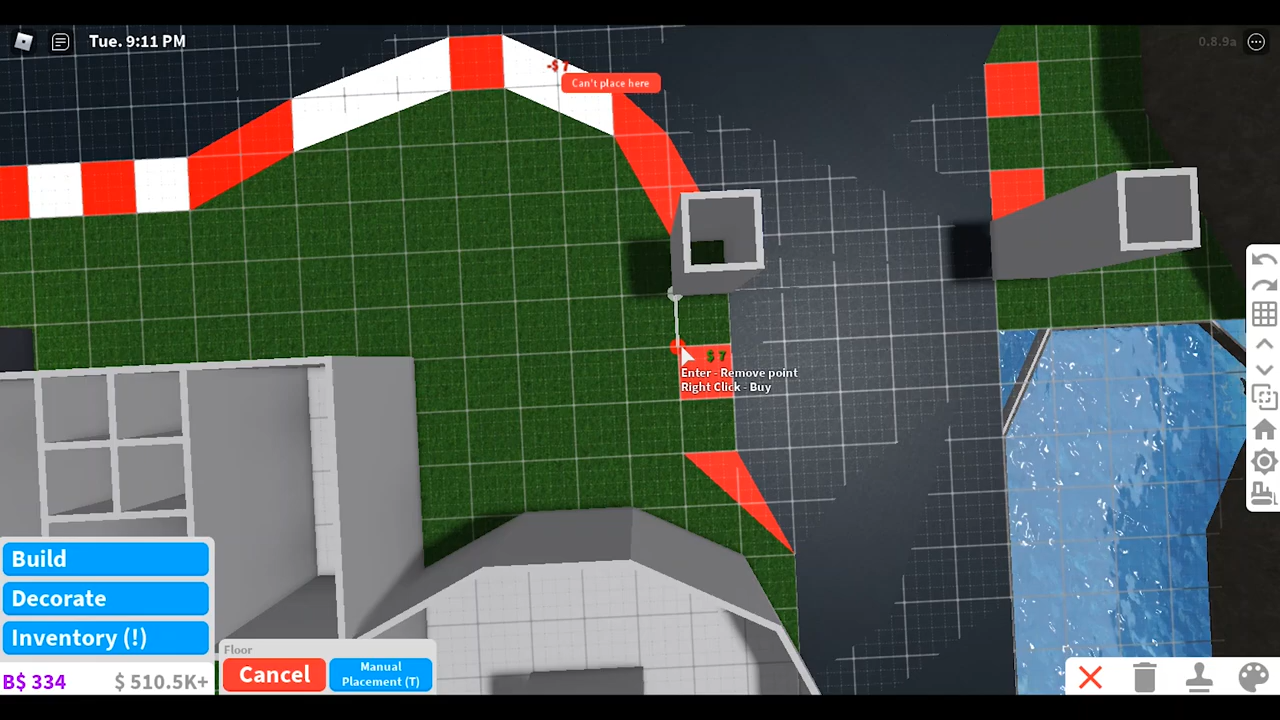 Tue. 9:11 PM
0.8.9a
-$ 7
Can't place here
$ 7
Enter - Remove point
Right Click - Buy
Build
Decorate
Inventory (!)
B$ 334
$ 510.5K+
Floor
Cancel
Manual
Placement (T)